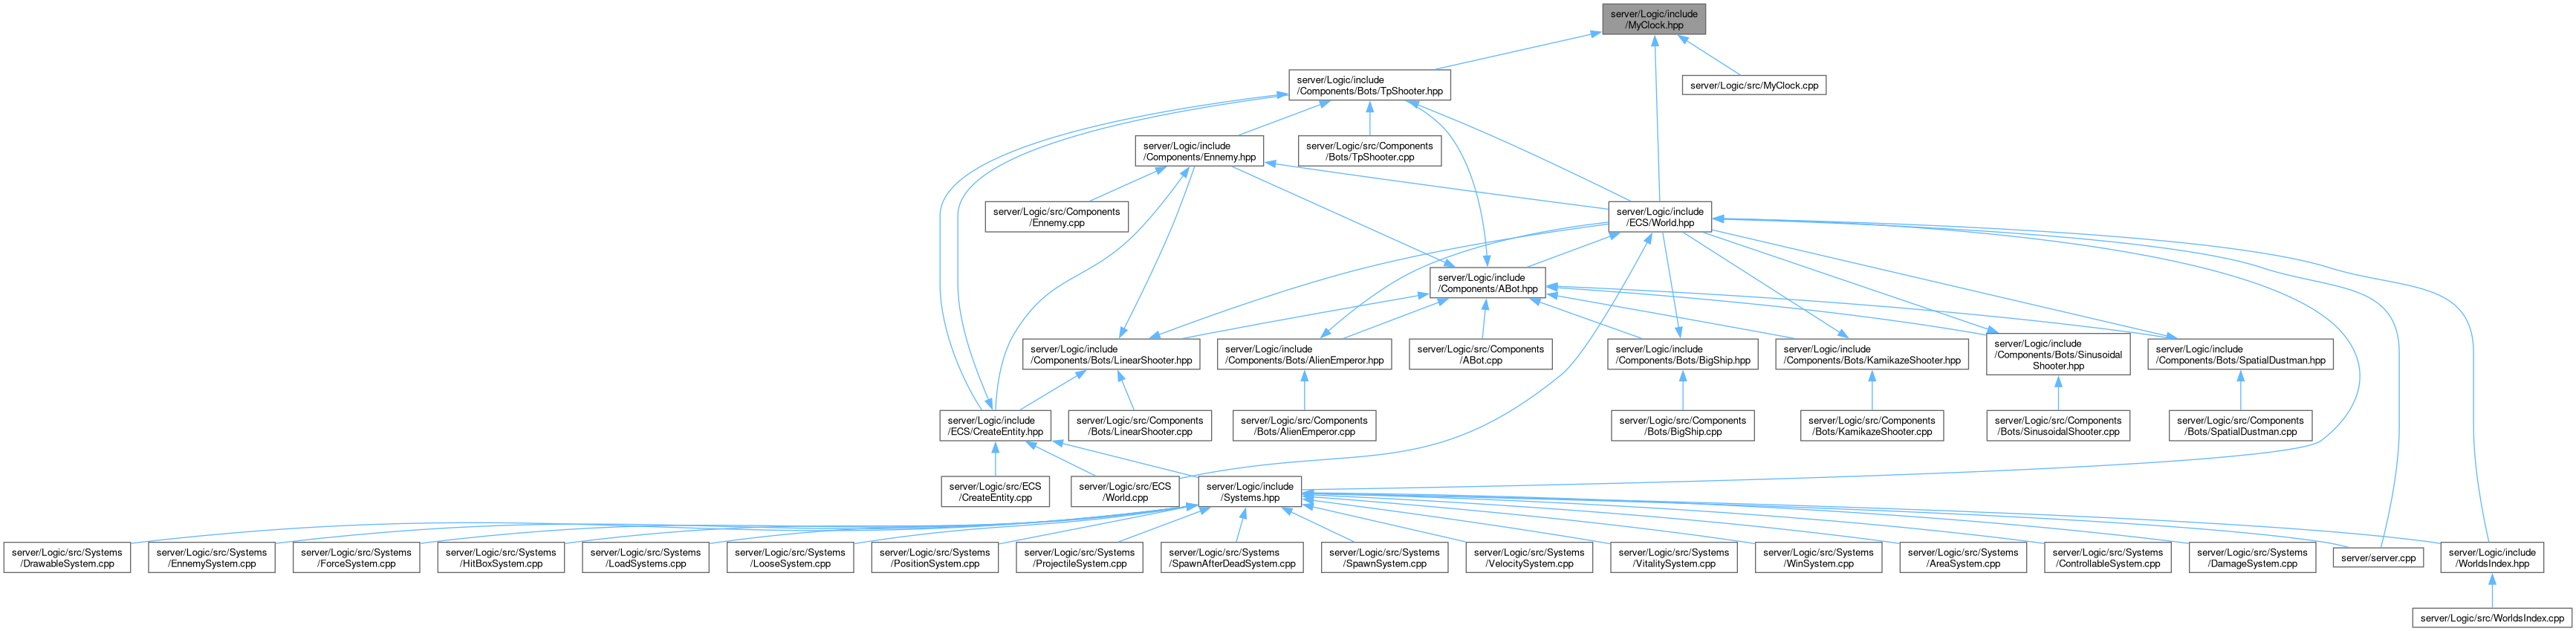 server/Logic/include
/MyClock.hpp
server/Logic/include
/Components/Bots/TpShooter.hpp
server/Logic/src/MyClock.cpp
server/Logic/include
/Components/Ennemy.hpp
server/Logic/src/Components
/Bots/TpShooter.cpp
server/Logic/src/Components
/Ennemy.cpp
server/Logic/include
/ECS/World.hpp
server/Logic/include
/Components/ABot.hpp
server/Logic/include
/Components/Bots/LinearShooter.hpp
server/Logic/include
/Components/Bots/AlienEmperor.hpp
server/Logic/src/Components
/ABot.cpp
server/Logic/include
/Components/Bots/BigShip.hpp
server/Logic/include
/Components/Bots/KamikazeShooter.hpp
server/Logic/include
/Components/Bots/Sinusoidal
Shooter.hpp
server/Logic/include
/Components/Bots/SpatialDustman.hpp
server/Logic/include
/ECS/CreateEntity.hpp
server/Logic/src/Components
/Bots/LinearShooter.cpp
server/Logic/src/Components
/Bots/AlienEmperor.cpp
server/Logic/src/Components
/Bots/BigShip.cpp
server/Logic/src/Components
/Bots/KamikazeShooter.cpp
server/Logic/src/Components
/Bots/SinusoidalShooter.cpp
server/Logic/src/Components
/Bots/SpatialDustman.cpp
server/Logic/src/ECS
/CreateEntity.cpp
server/Logic/src/ECS
/World.cpp
server/Logic/include
/Systems.hpp
server/Logic/src/Systems
/DrawableSystem.cpp
server/Logic/src/Systems
/EnnemySystem.cpp
server/Logic/src/Systems
/ForceSystem.cpp
server/Logic/src/Systems
/HitBoxSystem.cpp
server/Logic/src/Systems
/LoadSystems.cpp
server/Logic/src/Systems
/LooseSystem.cpp
server/Logic/src/Systems
/PositionSystem.cpp
server/Logic/src/Systems
/ProjectileSystem.cpp
server/Logic/src/Systems
/SpawnAfterDeadSystem.cpp
server/Logic/src/Systems
/SpawnSystem.cpp
server/Logic/src/Systems
/VelocitySystem.cpp
server/Logic/src/Systems
/VitalitySystem.cpp
server/Logic/src/Systems
/WinSystem.cpp
server/Logic/src/Systems
/AreaSystem.cpp
server/Logic/src/Systems
/ControllableSystem.cpp
server/Logic/src/Systems
/DamageSystem.cpp
server/server.cpp
server/Logic/include
/WorldsIndex.hpp
server/Logic/src/WorldsIndex.cpp